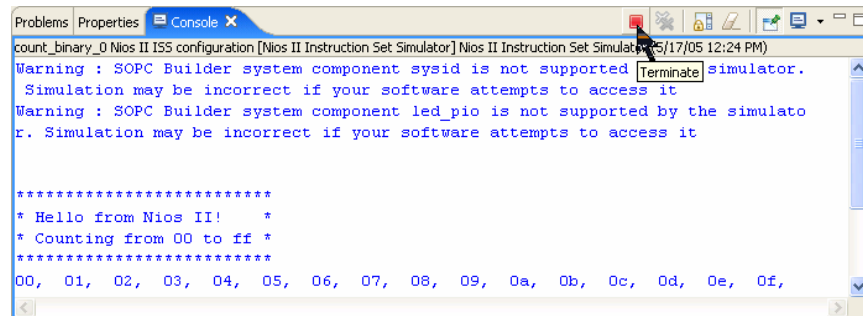 Problems Properties Console
count_binary_0 Nios II ISS configuration [Nios II Instruction Set Simulator] Nios II Instruction Set Simulato 5/17/05 12:24 PM)
Warning : SOPC Builder system component sysid is not supported simulator.
Terminate
Simulation may be incorrect if your software attempts to access it
Warning : SOPC Builder system component led_pio is not supported by the simulato
r. Simulation may be incorrect if your software attempts to access it
**************************
* Hello from Nios II! *
* Counting from 00 to ff *
**************************
00, 01, 02, 03, 04, 05, 06, 07, 08, 09, 0a, 0b, 0c, 0d, 0e, 0f,